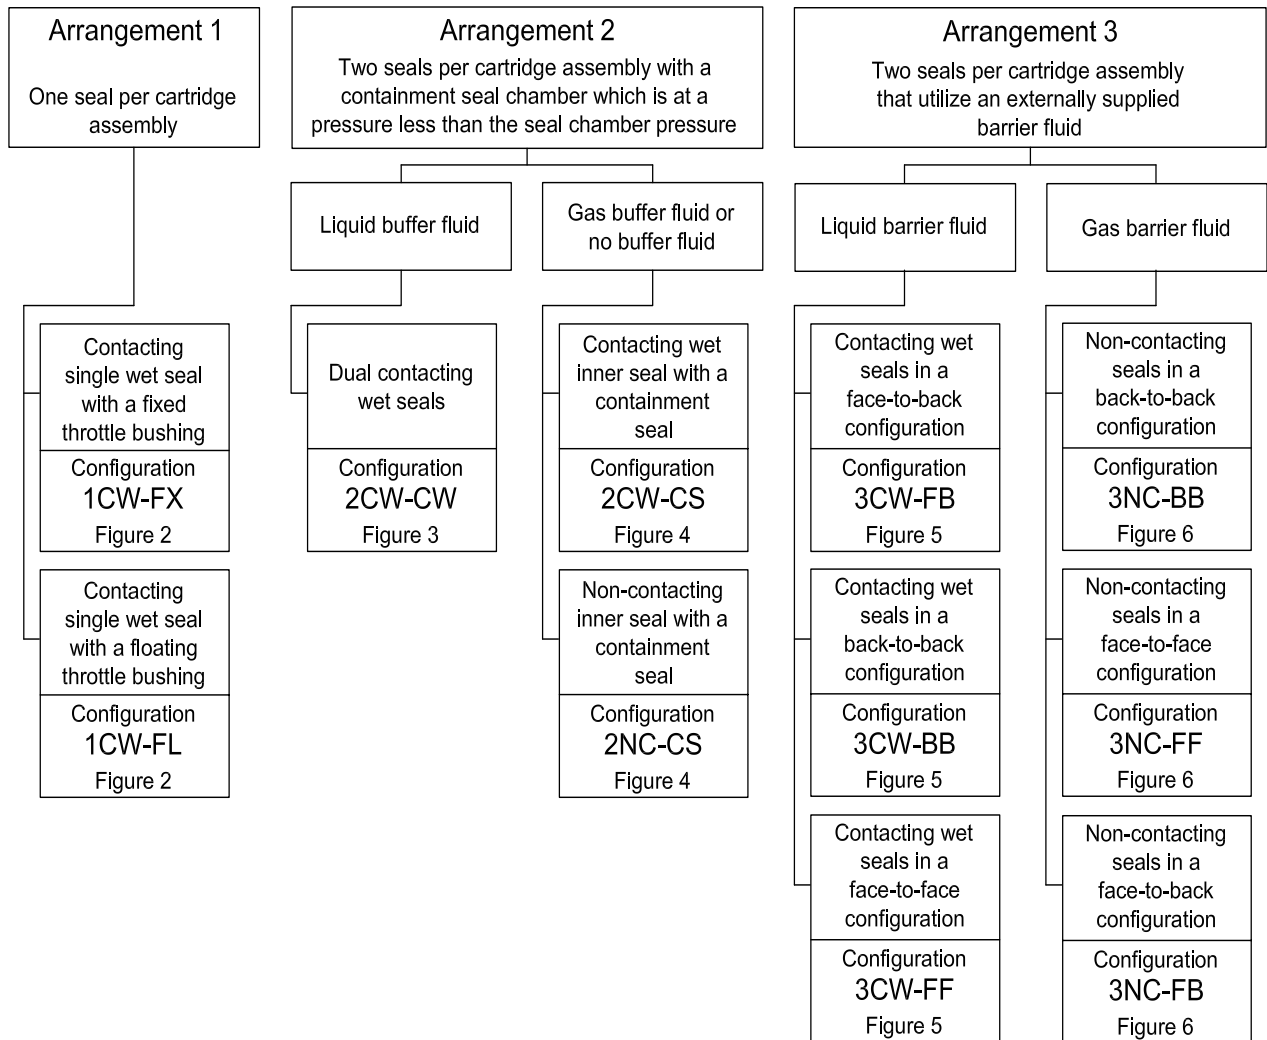 Arrangement 1
One seal per cartridge
assembly
Arrangement 2
Two seals per cartridge assembly with a
containment seal chamber which is at a
pressure less than the seal chamber pressure
Arrangement 3
Two seals per cartridge assembly
that utilize an externally supplied
barrier fluid
Liquid buffer fluid
Gas buffer fluid or
no buffer fluid
Liquid barrier fluid
Gas barrier fluid
Contacting
single wet seal
with a fixed
throttle bushing
Configuration
1CW-FX
Figure 2
Dual contacting
wet seals
Configuration
2CW-CW
Figure 3
Contacting wet
inner seal with a
containment
seal
Configuration
2CW-CS
Figure 4
Contacting wet
seals in a
face-to-back
configuration
Configuration
3CW-FB
Figure 5
Non-contacting
seals in a
back-to-back
configuration
Configuration
3NC-BB
Figure 6
Contacting
single wet seal
with a floating
throttle bushing
Configuration
1CW-FL
Figure 2
Non-contacting
inner seal with a
containment
seal
Configuration
2NC-CS
Figure 4
Contacting wet
seals in a
back-to-back
configuration
Configuration
3CW-BB
Figure 5
Non-contacting
seals in a
face-to-face
configuration
Configuration
3NC-FF
Figure 6
Contacting wet
seals in a
face-to-face
configuration
Configuration
3CW-FF
Figure 5
Non-contacting
seals in a
face-to-back
configuration
Configuration
3NC-FB
Figure 6